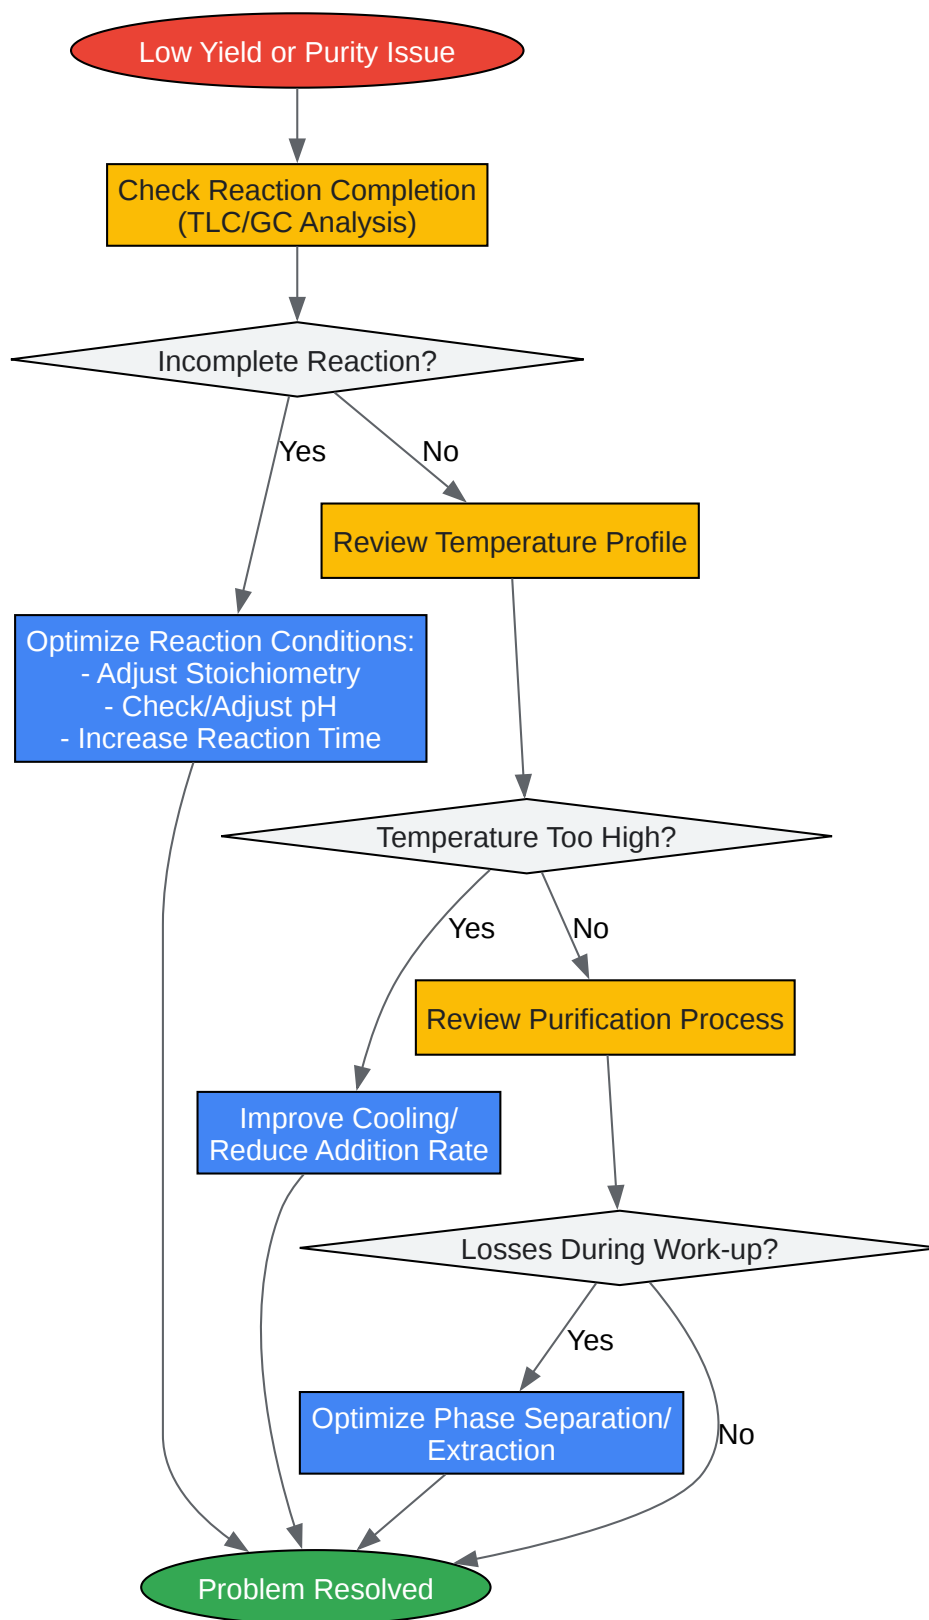 Low Yield or Purity Issue
Check Reaction Completion
(TLC/GC Analysis)
Incomplete Reaction?
Yes
No
Review Temperature Profile
Optimize Reaction Conditions:
- Adjust Stoichiometry
- Check/Adjust pH
- Increase Reaction Time
Temperature Too High?
Yes
No
Review Purification Process
Improve Cooling/
Reduce Addition Rate
Losses During Work-up?
Yes
Optimize Phase Separation/
Extraction
No
Problem Resolved